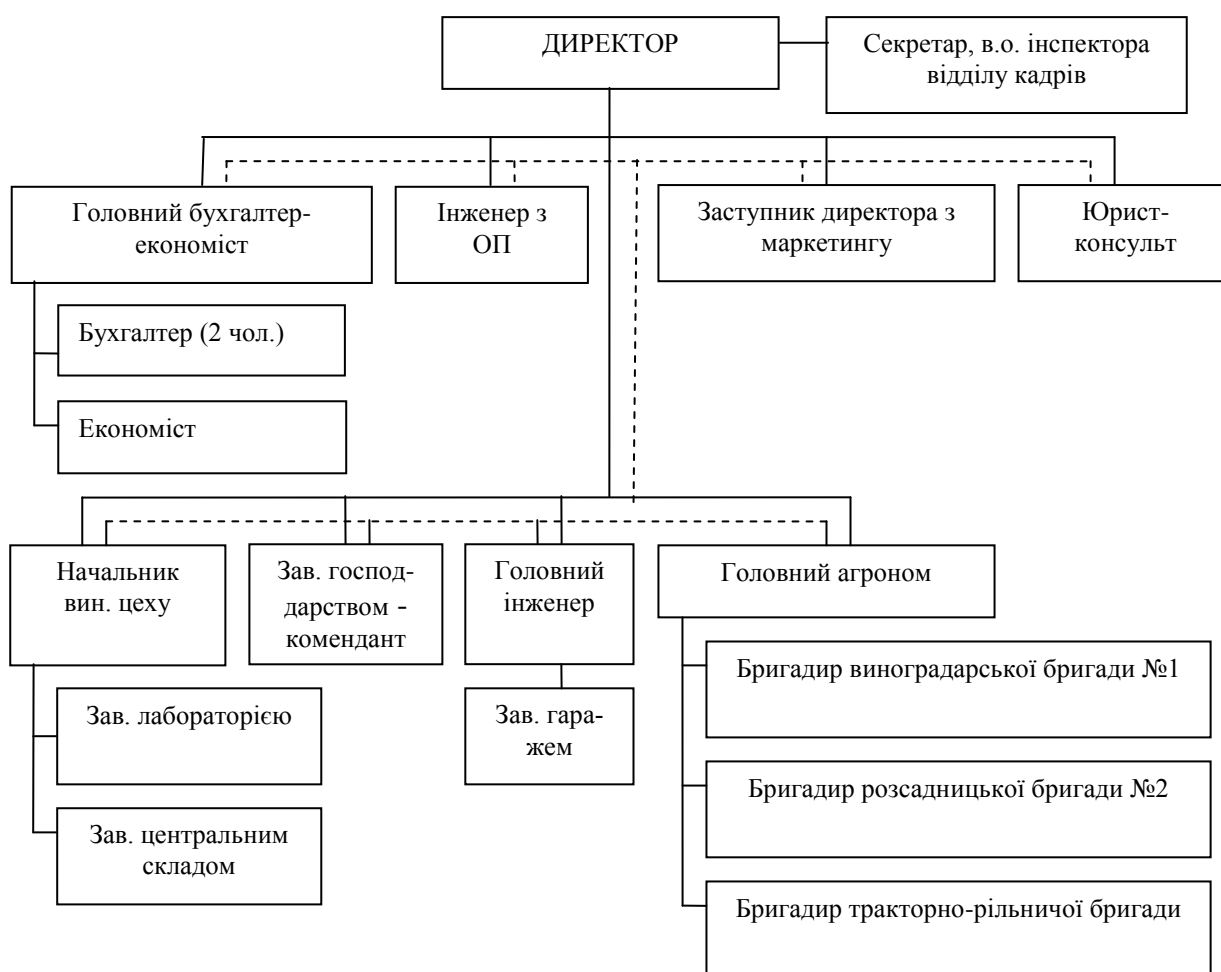 ДИРЕКТОР
Секретар, в.о. інспектора
відділу кадрів
Головний бухгалтер-
економіст
Інженер з
ОП
Заступник директора з
маркетингу
Юрист-
консульт
Бухгалтер (2 чол.)
Економіст
Начальник
вин. цеху
Зав. господ-
дарством -
комендант
Головний
інженер
Головний агроном
Зав. лабораторією
Зав. центральним
складом
Зав. гара-
жем
Бригадир виноградарської бригади №1
Бригадир розсадницької бригади №2
Бригадир тракторно-рільничої бригади